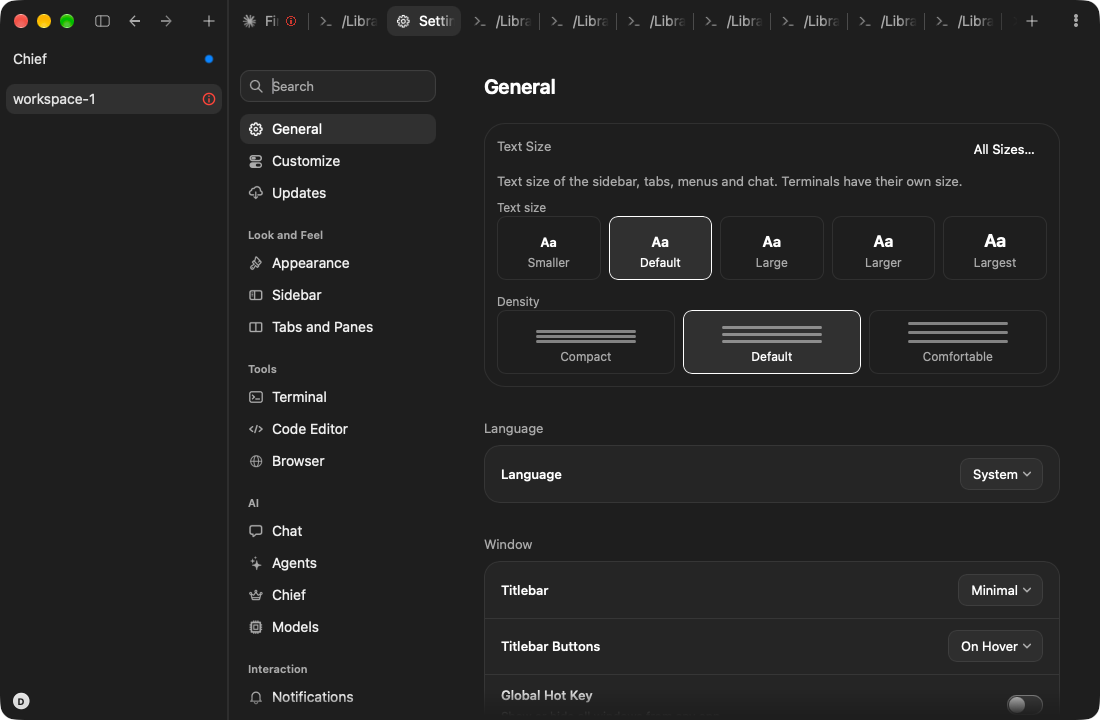 Chief
workspace-1
D
Fi
/Libra
Settin
/Libra
/Libra
/Libra
/Libra
/Libra
/Libra
/Libra
Search
General
Customize
Updates
Look and Feel
Appearance
Sidebar
Tabs and Panes
Tools
Terminal
Code Editor
Browser
AI
Chat
Agents
Chief
Models
Interaction
Notifications
General
Text Size
All Sizes...
Text size of the sidebar, tabs, menus and chat. Terminals have their own size.
Text size
Aa Aa Aa Aa Aa
Smaller Default Large Larger Largest
Density
Compact Default Comfortable
Language
Language System
Window
Titlebar Minimal
Titlebar Buttons On Hover
Global Hot Key